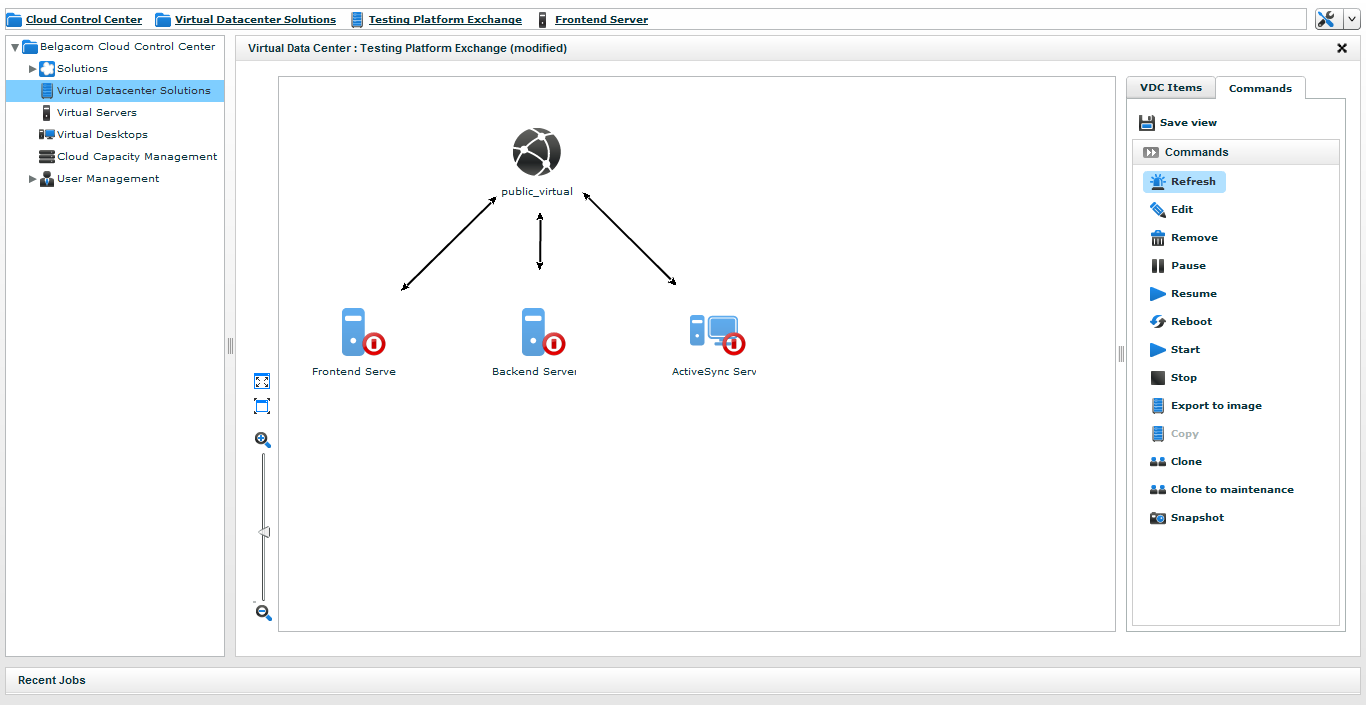 Cloud Control Center Virtual Datacenter Solutions Testing Platform Exchange Frontend Server
Belgacom Cloud Control Center
Solutions
Virtual Datacenter Solutions
Virtual Servers
Virtual Desktops
Cloud Capacity Management
User Management
Virtual Data Center : Testing Platform Exchange (modified)
public_virtual
Frontend Serve
Backend Server
ActiveSync Serv
VDC Items
Commands
Save view
Commands
Refresh
Edit
Remove
Pause
Resume
Reboot
Start
Stop
Export to image
Copy
Clone
Clone to maintenance
Snapshot
Recent Jobs